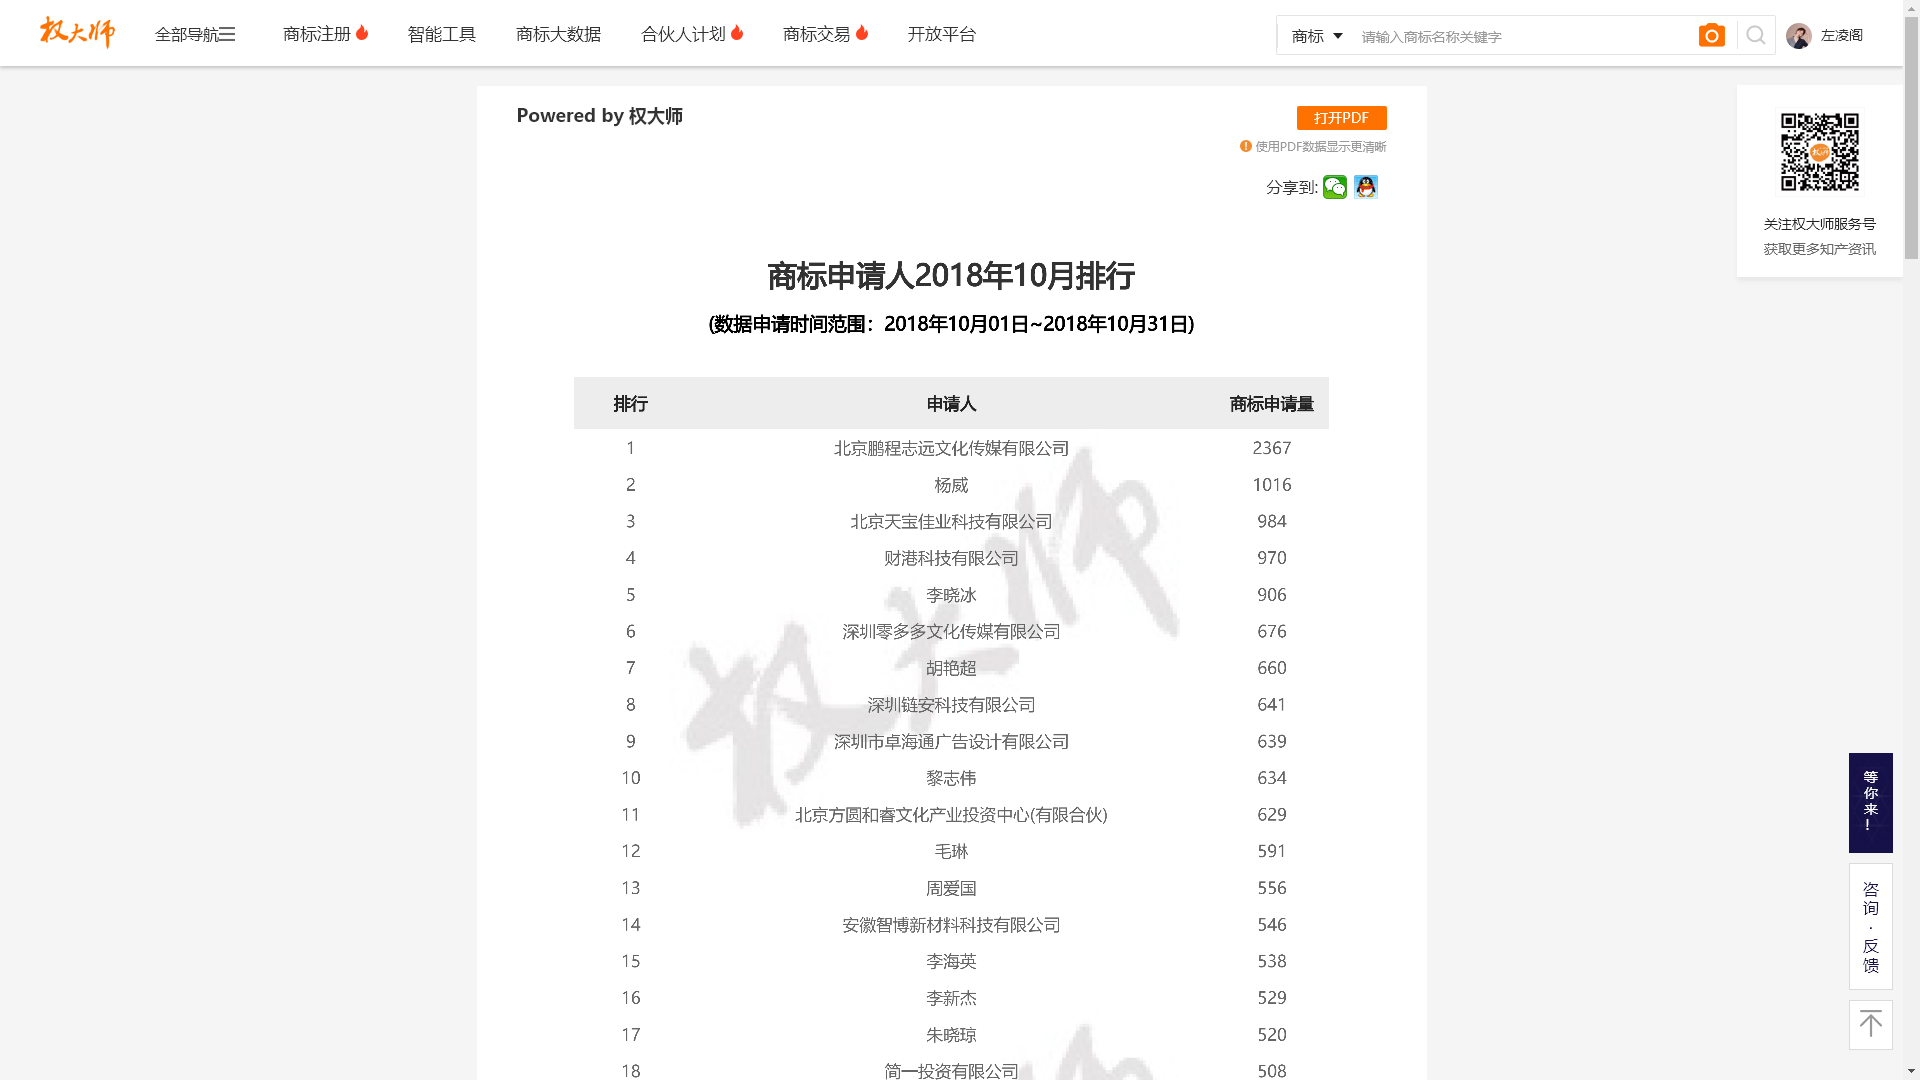 权大师 全部导航 商标注册 智能工具 商标大数据 合伙人计划 商标交易 开放平台 商标 请输入商标名称关键字 左凌阁
Powered by 权大师
打开PDF
使用PDF数据显示更清晰
分享到:
关注权大师服务号
获取更多知产资讯
商标申请人2018年10月排行
(数据申请时间范围：2018年10月01日~2018年10月31日)
排行 申请人 商标申请量
1 北京鹏程志远文化传媒有限公司 2367
2 杨威 1016
3 北京天宝佳业科技有限公司 984
4 财港科技有限公司 970
5 李晓冰 906
6 深圳零多多文化传媒有限公司 676
7 胡艳超 660
8 深圳链安科技有限公司 641
9 深圳市卓海通广告设计有限公司 639
10 黎志伟 634
11 北京方圆和睿文化产业投资中心(有限合伙) 629
12 毛琳 591
13 周爱国 556
14 安徽智博新材料科技有限公司 546
15 李海英 538
16 李新杰 529
17 朱晓琼 520
18 简一投资有限公司 508
权大师
等你来！
咨询·反馈